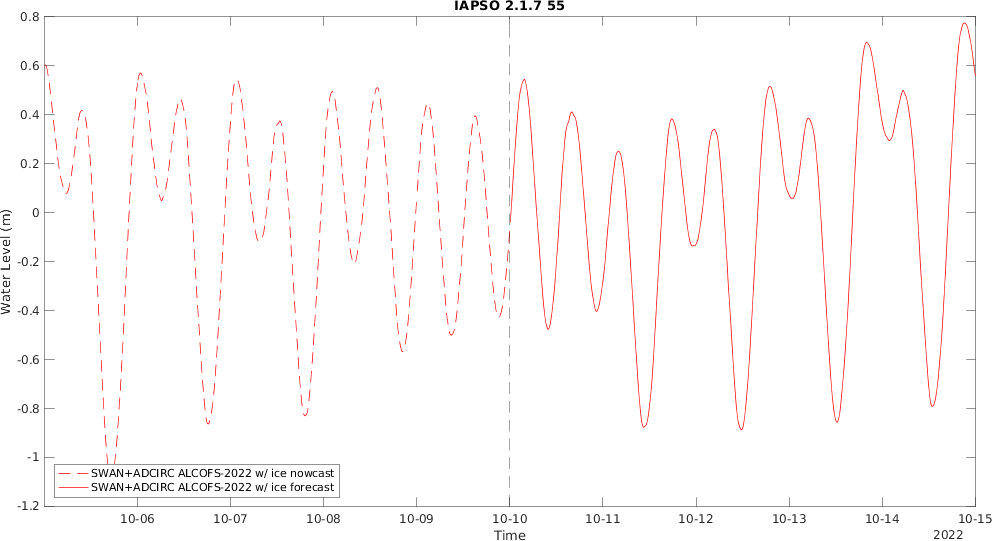 IAPSO 2.1.7 55
0.8
0.6
0.4
0.2
0
-0.2
-0.4
-0.6
-0.8
-1
-1.2
Water Level (m)
SWAN+ADCIRC ALCOFS-2022 w/ ice nowcast
SWAN+ADCIRC ALCOFS-2022 w/ ice forecast
10-06 10-07 10-08 10-09 10-10 10-11 10-12 10-13 10-14 10-15
Time
2022